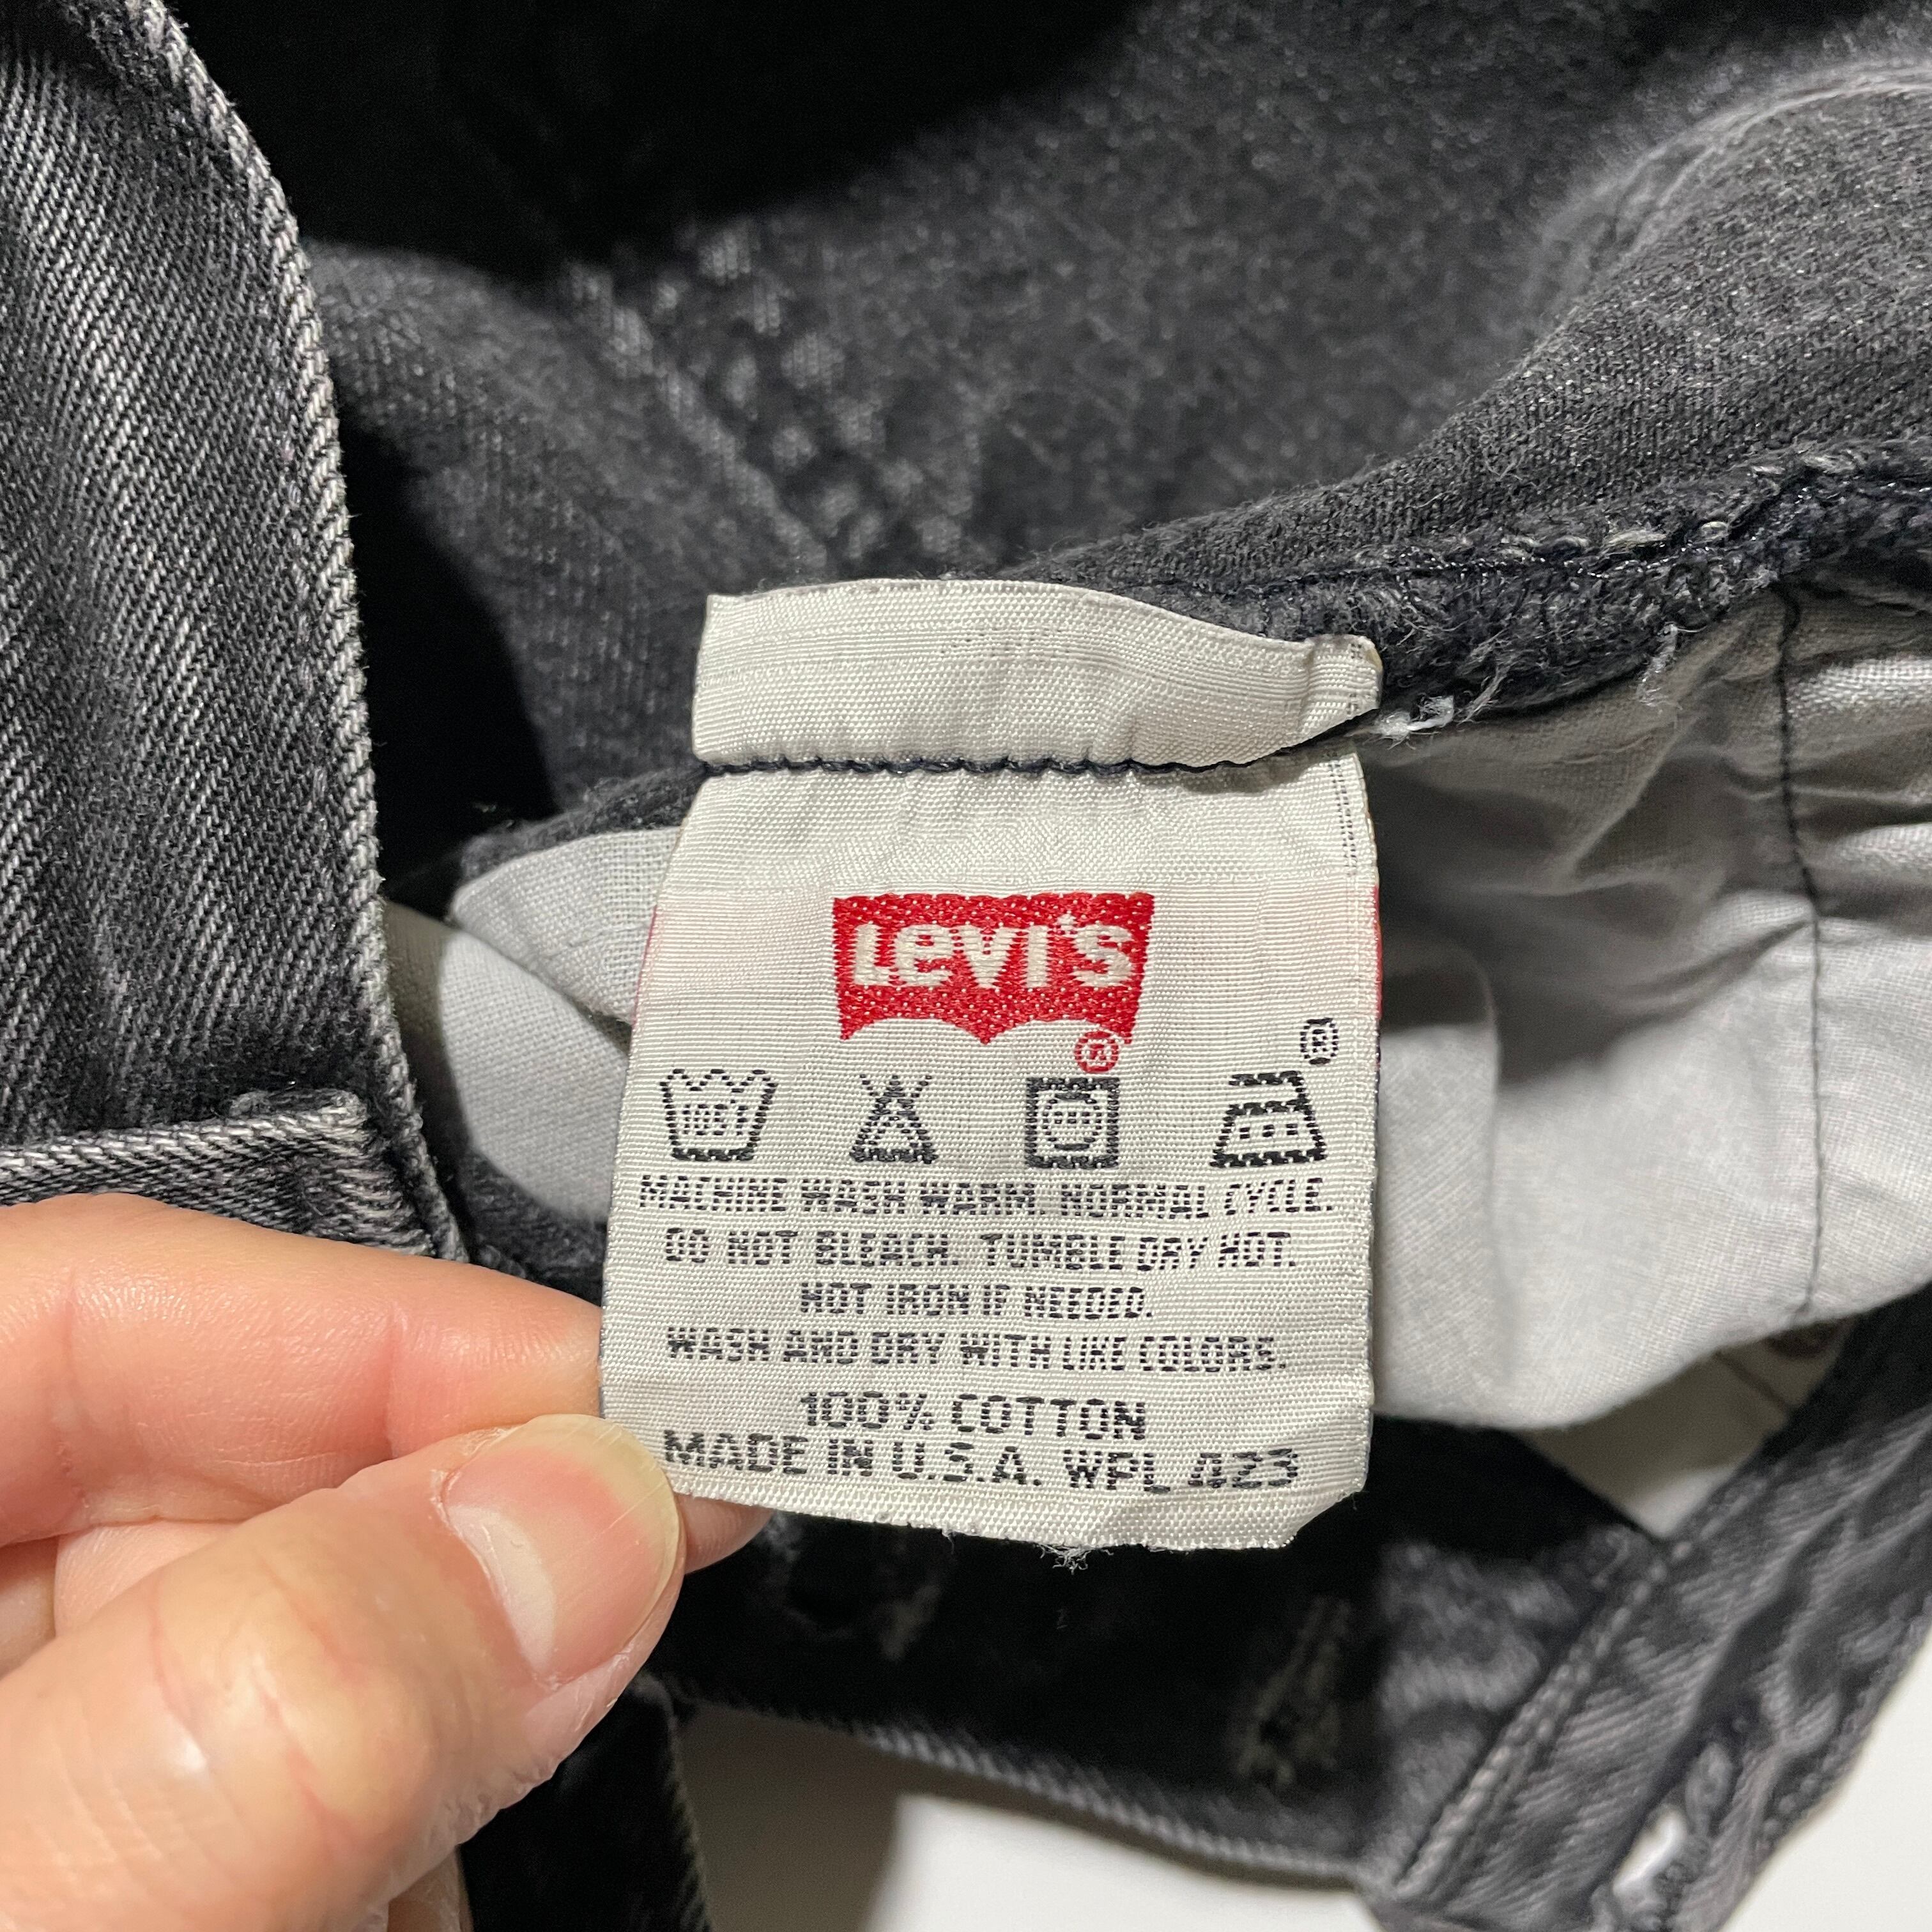 Levi's
®
®
105F
MACHINE WASH WARM. NORMAL CYCLE.
DO NOT BLEACH. TUMBLE DRY HOT.
HOT IRON IF NEEDED.
WASH AND DRY WITH LIKE COLORS.
100% COTTON
MADE IN U.S.A. WPL 423